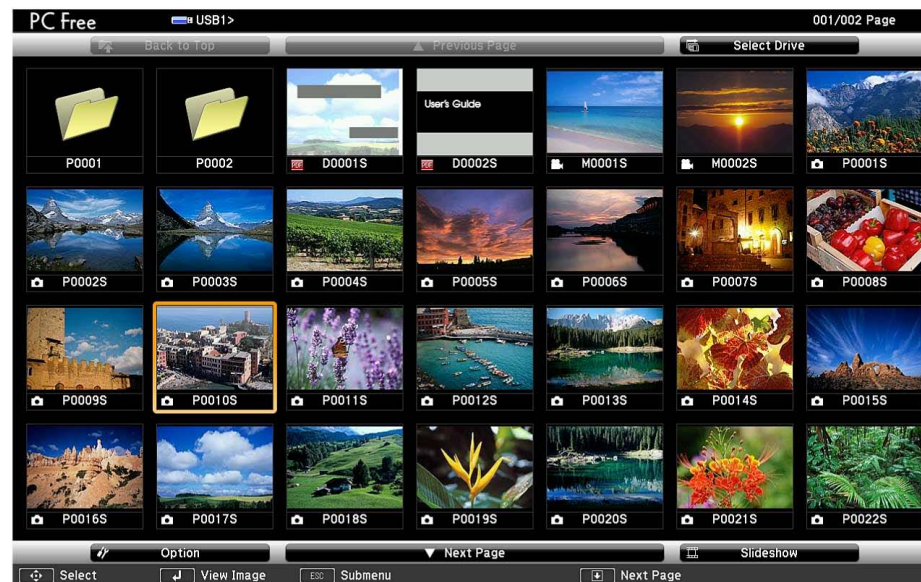 PC Free USB1> 001/002 Page
Back to Top ▲ Previous Page Select Drive
User's Guide
P0001 P0002 PDF D0001S PDF D0002S M0001S M0002S P0001S
P0002S P0003S P0004S P0005S P0006S P0007S P0008S
P0009S P0010S P0011S P0012S P0013S P0014S P0015S
P0016S P0017S P0018S P0019S P0020S P0021S P0022S
Option ▼ Next Page Slideshow
Select View Image ESC Submenu Next Page